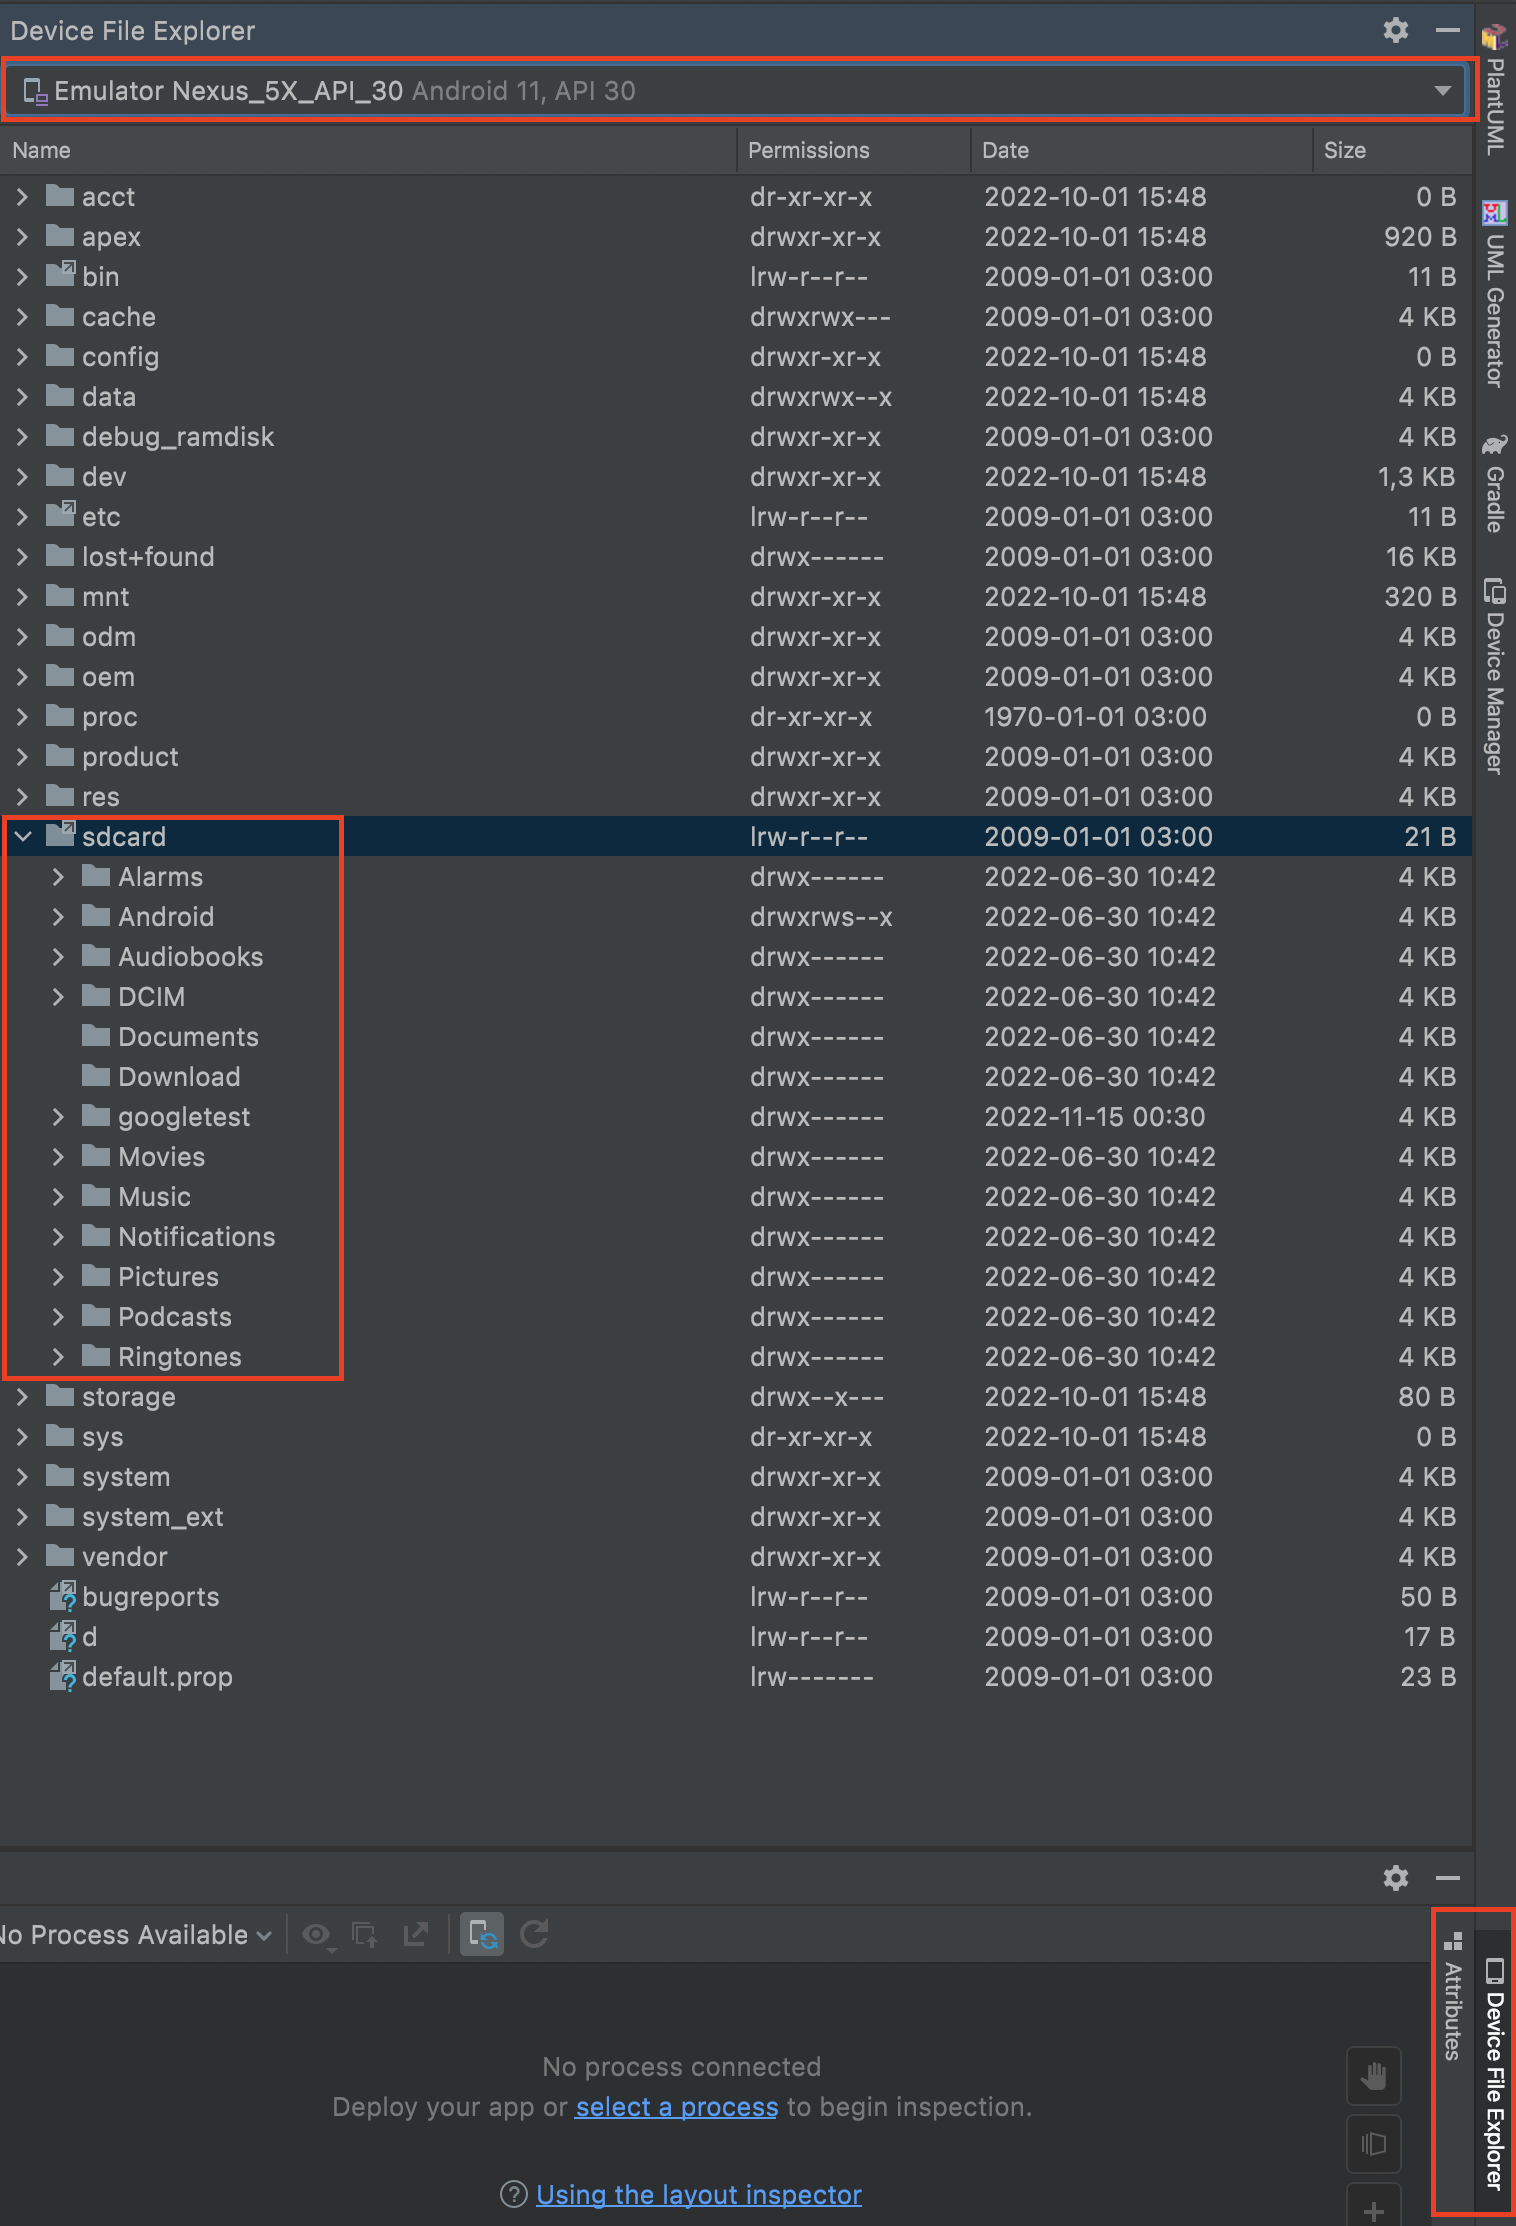 Device File Explorer
Emulator Nexus_5X_API_30 Android 11, API 30
Name Permissions Date Size
acct dr-xr-xr-x 2022-10-01 15:48 0 B
apex drwxr-xr-x 2022-10-01 15:48 920 B
bin lrw-r--r-- 2009-01-01 03:00 11 B
cache drwxrwx--- 2009-01-01 03:00 4 KB
config drwxr-xr-x 2022-10-01 15:48 0 B
data drwxrwx--x 2022-10-01 15:48 4 KB
debug_ramdisk drwxr-xr-x 2009-01-01 03:00 4 KB
dev drwxr-xr-x 2022-10-01 15:48 1,3 KB
etc lrw-r--r-- 2009-01-01 03:00 11 B
lost+found drwx------ 2009-01-01 03:00 16 KB
mnt drwxr-xr-x 2022-10-01 15:48 320 B
odm drwxr-xr-x 2009-01-01 03:00 4 KB
oem drwxr-xr-x 2009-01-01 03:00 4 KB
proc dr-xr-xr-x 1970-01-01 03:00 0 B
product drwxr-xr-x 2009-01-01 03:00 4 KB
res drwxr-xr-x 2009-01-01 03:00 4 KB
sdcard lrw-r--r-- 2009-01-01 03:00 21 B
Alarms drwx------ 2022-06-30 10:42 4 KB
Android drwxrws--x 2022-06-30 10:42 4 KB
Audiobooks drwx------ 2022-06-30 10:42 4 KB
DCIM drwx------ 2022-06-30 10:42 4 KB
Documents drwx------ 2022-06-30 10:42 4 KB
Download drwx------ 2022-06-30 10:42 4 KB
googletest drwx------ 2022-11-15 00:30 4 KB
Movies drwx------ 2022-06-30 10:42 4 KB
Music drwx------ 2022-06-30 10:42 4 KB
Notifications drwx------ 2022-06-30 10:42 4 KB
Pictures drwx------ 2022-06-30 10:42 4 KB
Podcasts drwx------ 2022-06-30 10:42 4 KB
Ringtones drwx------ 2022-06-30 10:42 4 KB
storage drwx--x--- 2022-10-01 15:48 80 B
sys dr-xr-xr-x 2022-10-01 15:48 0 B
system drwxr-xr-x 2009-01-01 03:00 4 KB
system_ext drwxr-xr-x 2009-01-01 03:00 4 KB
vendor drwxr-xr-x 2009-01-01 03:00 4 KB
bugreports lrw-r--r-- 2009-01-01 03:00 50 B
d lrw-r--r-- 2009-01-01 03:00 17 B
default.prop lrw------- 2009-01-01 03:00 23 B
No Process Available
No process connected
Deploy your app or select a process to begin inspection.
Using the layout inspector
PlantUML
UML Generator
Gradle
Device Manager
Attributes
Device File Explorer